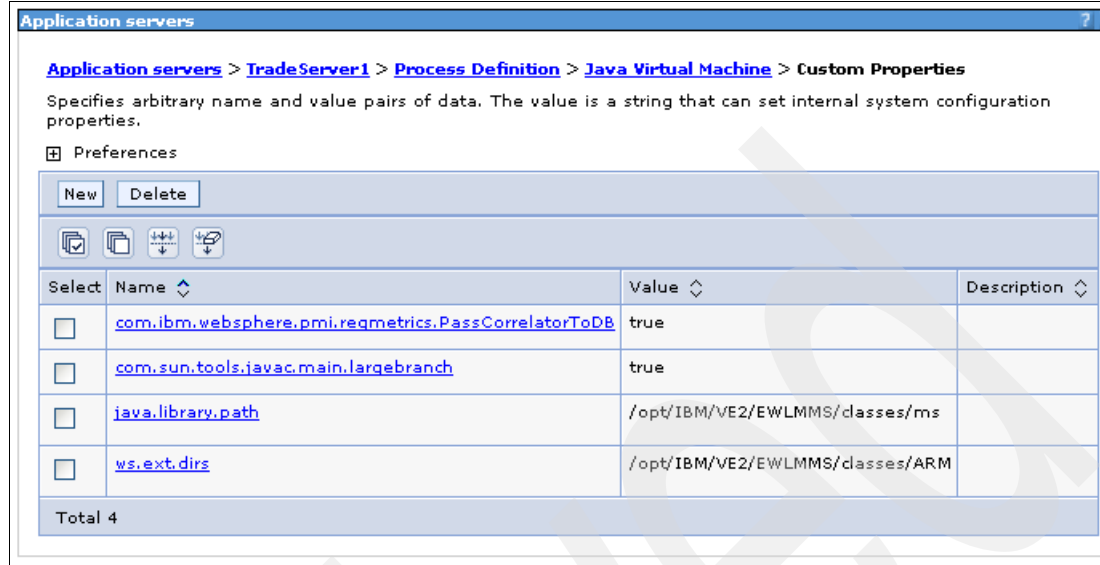 Application servers ?
Application servers > TradeServer1 > Process Definition > Java Virtual Machine > Custom Properties
Specifies arbitrary name and value pairs of data. The value is a string that can set internal system configuration
properties.
Preferences
New Delete
Select Name Value Description
com.ibm.websphere.pmi.reqmetrics.PassCorrelatorToDB true
com.sun.tools.javac.main.largebranch true
java.library.path /opt/IBM/VE2/EWLMMS/classes/ms
ws.ext.dirs /opt/IBM/VE2/EWLMMS/classes/ARM
Total 4